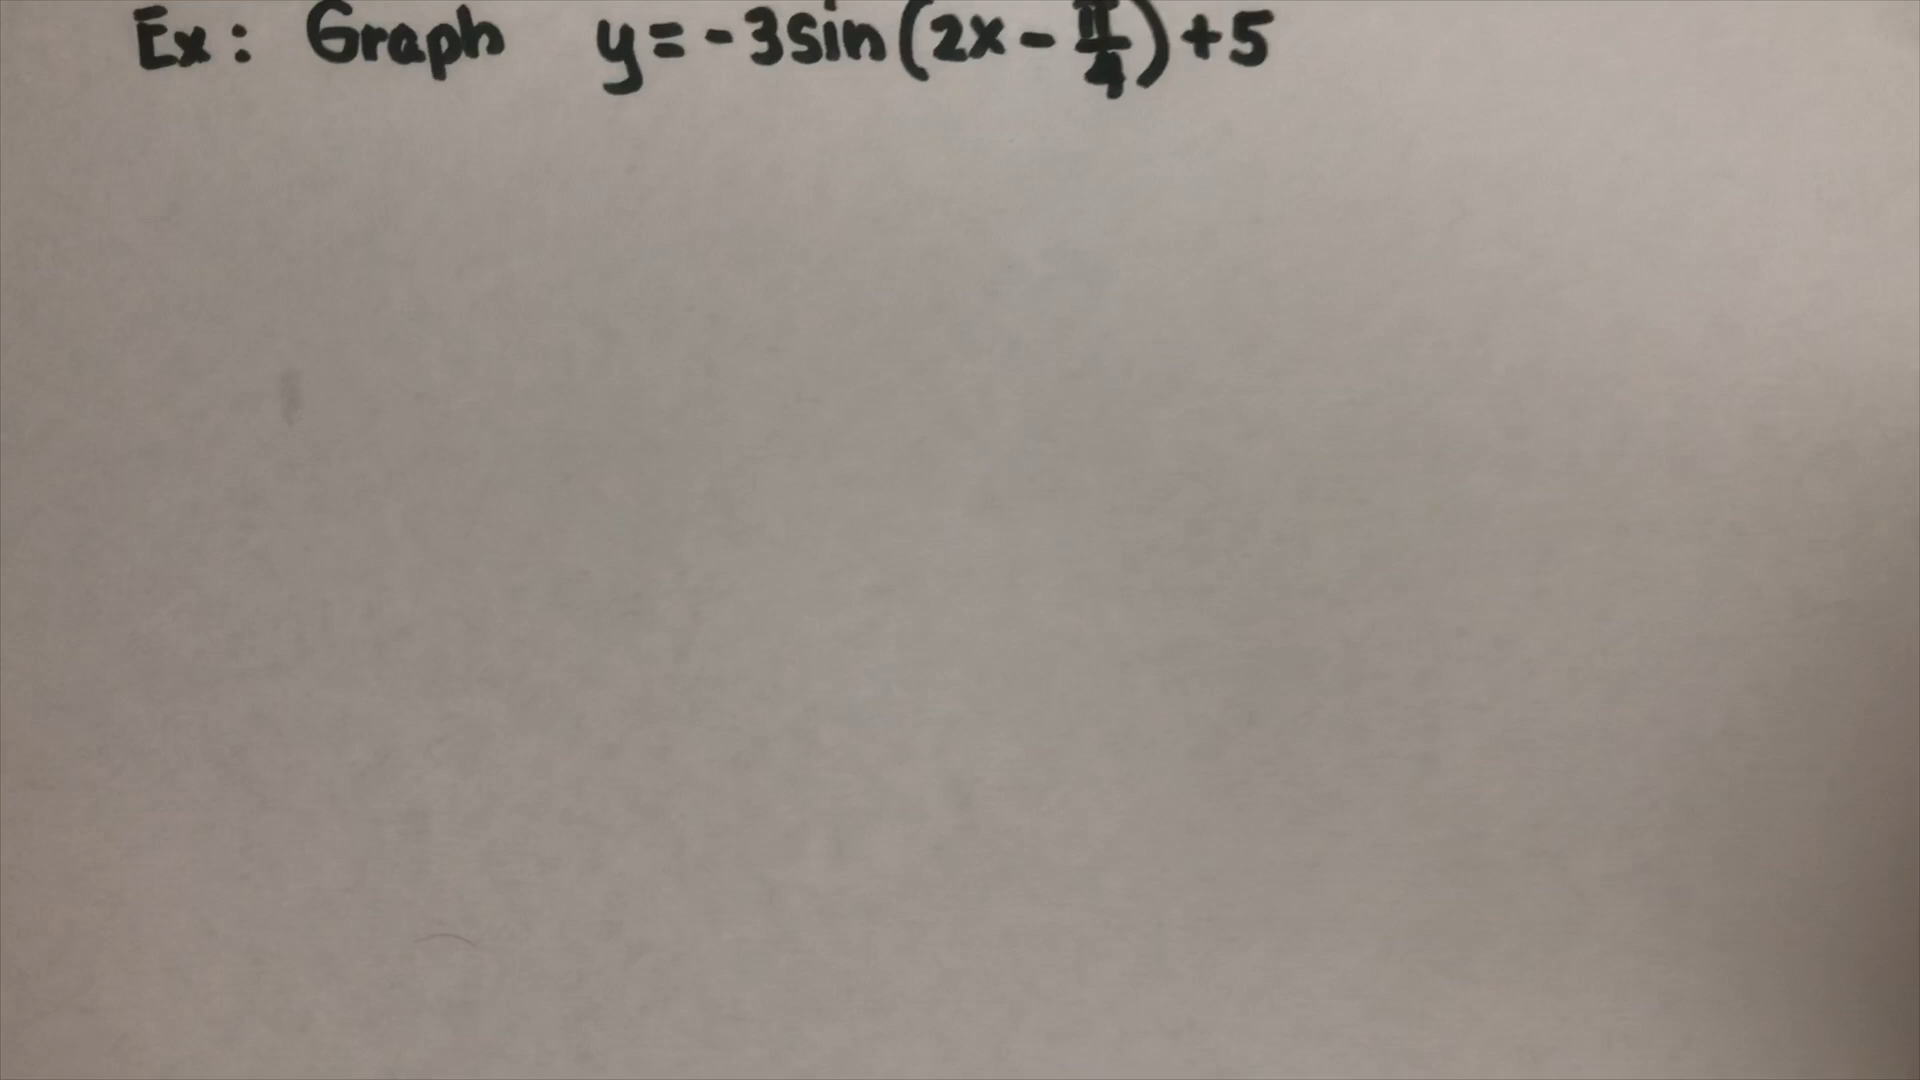 Ex: Graph y = -3sin(2x - π/4) + 5